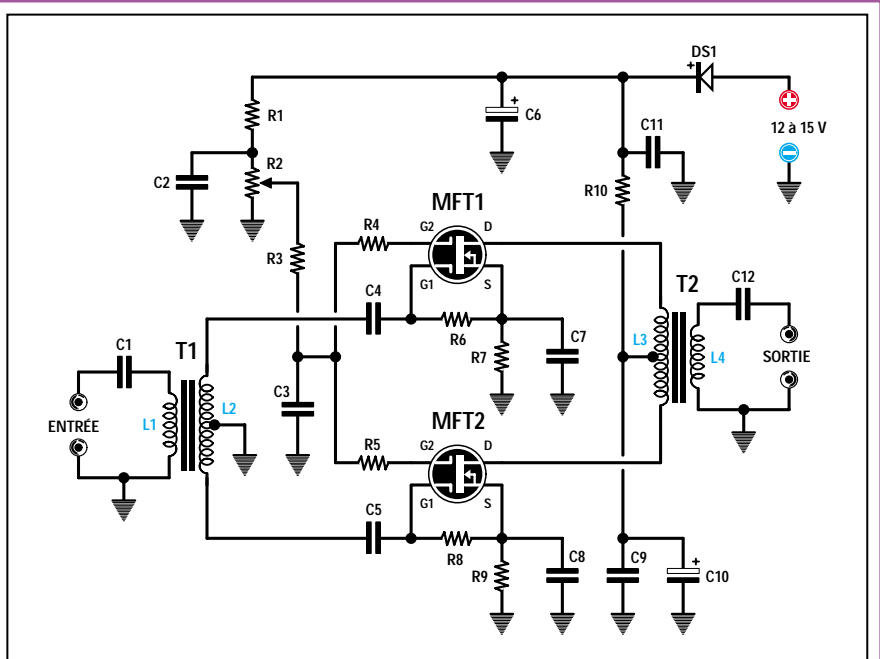 DS1
+
R1
+
C6
C11
12 à 15 V
C2
R2
R10
MFT1
R4
G2
D
R3
G1
S
T2
C12
C4
R6
C1
T1
R7
C7
L3
L4
SORTIE
L2
C3
L1
MFT2
ENTRÉE
R5
G2
D
G1
S
C5
R8
C8
C9
+
R9
C10